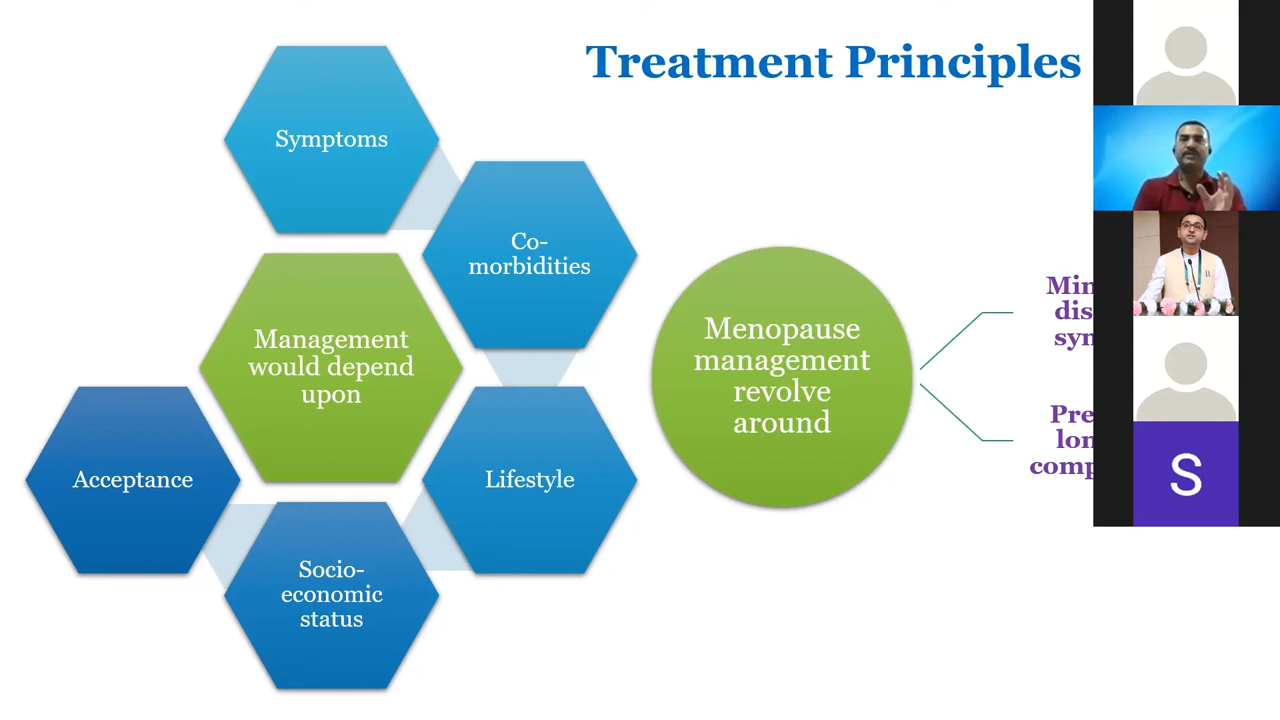 Treatment Principles
Symptoms
Co-
morbidities
Management
would depend
upon
Lifestyle
Acceptance
Socio-
economic
status
Menopause
management
revolve
around
S